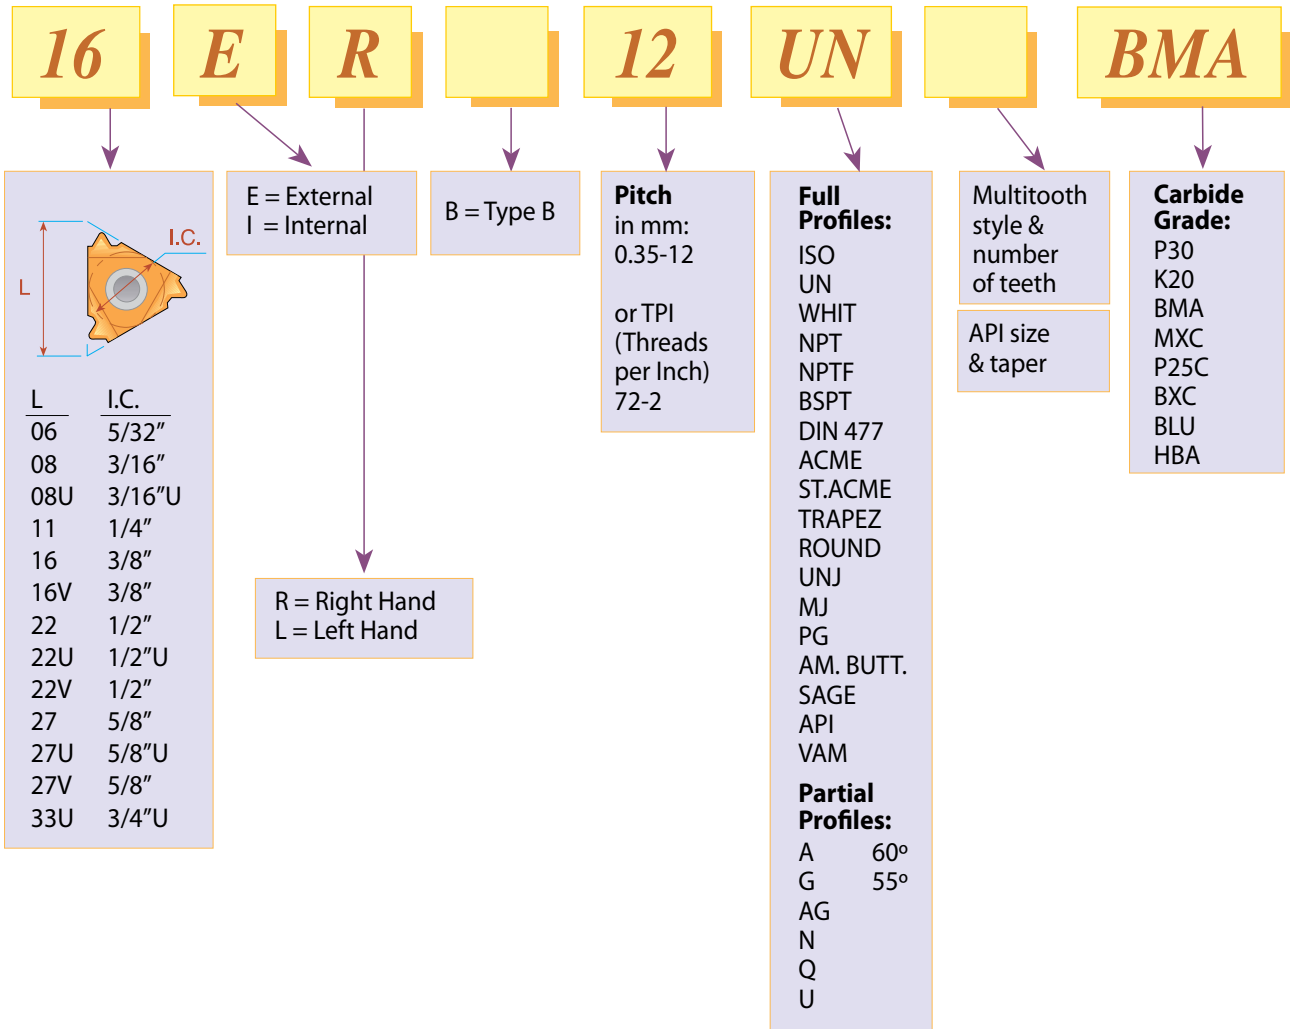 16 E R 12 UN BMA
L
I.C.
L I.C.
06 5/32"
08 3/16"
08U 3/16"U
11 1/4"
16 3/8"
16V 3/8"
22 1/2"
22U 1/2"U
22V 1/2"
27 5/8"
27U 5/8"U
27V 5/8"
33U 3/4"U
E = External
I = Internal
R = Right Hand
L = Left Hand
B = Type B
Pitch
in mm:
0.35-12
or TPI
(Threads
per Inch)
72-2
Full
Profiles:
ISO
UN
WHIT
NPT
NPTF
BSPT
DIN 477
ACME
ST.ACME
TRAPEZ
ROUND
UNJ
MJ
PG
AM. BUTT.
SAGE
API
VAM
Partial
Profiles:
A 60º
G 55º
AG
N
Q
U
Multitooth
style &
number
of teeth
API size
& taper
Carbide
Grade:
P30
K20
BMA
MXC
P25C
BXC
BLU
HBA